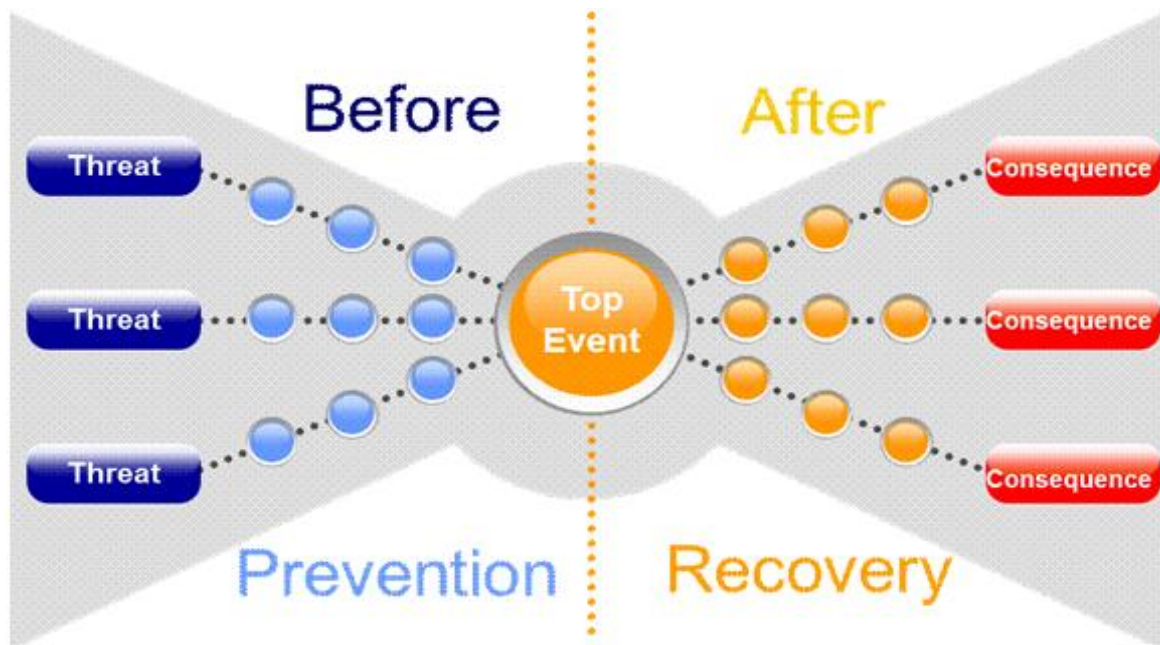 Before
After
Threat
Consequence
Threat
Top
Event
Consequence
Threat
Consequence
Prevention
Recovery